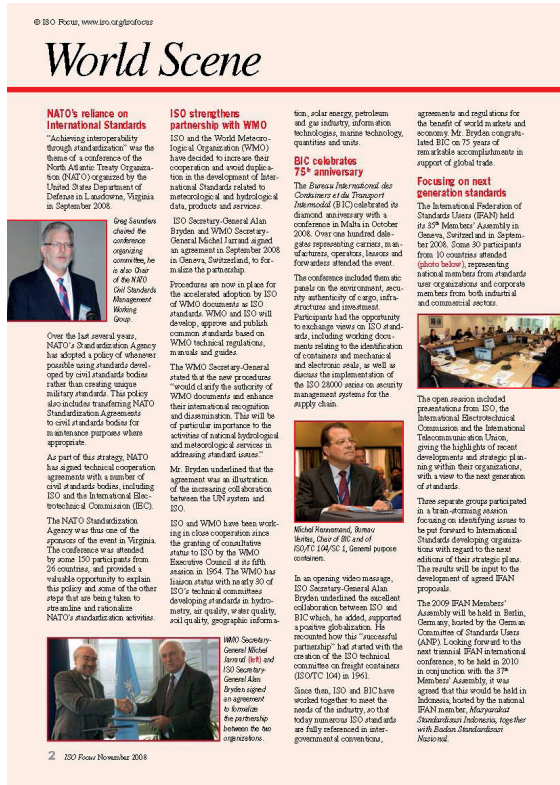 © ISO Focus, www.iso.org/isofocus
World Scene
NATO's reliance on
International Standards
"Achieving interoperability
through standardization" was the
theme of a conference of the
North Atlantic Treaty Organiza-
tion (NATO) organized by the
United States Department of
Defense in Lansdowne, Virginia
in September 2008.
Greg Saunders
chaired the
conference
organizing
committee, he
is also Chair
of the NATO
Civil Standards
Management
Working
Group.
Over the last several years,
NATO's Standardization Agency
has adopted a policy of whenever
possible using standards devel-
oped by civil standards bodies
rather than creating unique
military standards. This policy
also includes transferring NATO
Standardization Agreements
to civil standards bodies for
maintenance purposes where
appropriate.
As part of this strategy, NATO
has signed technical cooperation
agreements with a number of
civil standards bodies, including
ISO and the International Elec-
trotechnical Commission (IEC).
The NATO Standardization
Agency was thus one of the
sponsors of the event in Virginia.
The conference was attended
by some 150 participants from
26 countries, and provided a
valuable opportunity to explain
this policy and some of the other
steps that are being taken to
streamline and rationalize
NATO's standardization activities.
ISO strengthens
partnership with WMO
ISO and the World Meteoro-
logical Organization (WMO)
have decided to increase their
cooperation and avoid duplica-
tion in the development of Inter-
national Standards related to
meteorological and hydrological
data, products and services.
ISO Secretary-General Alan
Bryden and WMO Secretary-
General Michel Jarraud signed
an agreement in September 2008
in Geneva, Switzerland, to for-
malize the partnership.
Procedures are now in place for
the accelerated adoption by ISO
of WMO documents as ISO
standards. WMO and ISO will
develop, approve and publish
common standards based on
WMO technical regulations,
manuals and guides.
The WMO Secretary-General
stated that the new procedures
"would clarify the authority of
WMO documents and enhance
their international recognition
and dissemination. This will be
of particular importance to the
activities of national hydrological
and meteorological services in
addressing standard issues."
Mr. Bryden underlined that the
agreement was an illustration
of the increasing collaboration
between the UN system and
ISO.
ISO and WMO have been work-
ing in close cooperation since
the granting of consultative
status to ISO by the WMO
Executive Council at its fifth
session in 1954. The WMO has
liaison status with nearly 30 of
ISO's technical committees
developing standards in hydro-
metry, air quality, water quality,
soil quality, geographic informa-
WMO Secretary-
General Michel
Jarraud (left) and
ISO Secretary-
General Alan
Bryden signed
an agreement
to formalize
the partnership
between the two
organizations.
tion, solar energy, petroleum
and gas industry, information
technologies, marine technology,
quantities and units.
BIC celebrates
75th anniversary
The Bureau International des
Containers et du Transport
Intermodal (BIC) celebrated its
diamond anniversary with a
conference in Malta in October
2008. Over one hundred dele-
gates representing carriers, man-
ufacturers, operators, lessors and
forwarders attended the event.
The conference included thematic
panels on the environment, secu-
rity authenticity of cargo, infra-
structures and investment.
Participants had the opportunity
to exchange views on ISO stand-
ards, including working docu-
ments relating to the identification
of containers and mechanical
and electronic seals, as well as
discuss the implementation of
the ISO 28000 series on security
management systems for the
supply chain.
Michel Hennemand, Bureau
Veritas, Chair of BIC and of
ISO/TC 104/SC 1, General purpose
containers.
In an opening video message,
ISO Secretary-General Alan
Bryden underlined the excellent
collaboration between ISO and
BIC which, he added, supported
a positive globalization. He
recounted how this "successful
partnership" had started with the
creation of the ISO technical
committee on freight containers
(ISO/TC 104) in 1961.
Since then, ISO and BIC have
worked together to meet the
needs of the industry, so that
today numerous ISO standards
are fully referenced in inter-
governmental conventions,
agreements and regulations for
the benefit of world markets and
economy. Mr. Bryden congratu-
lated BIC on 75 years of
remarkable accomplishments in
support of global trade.
Focusing on next
generation standards
The International Federation of
Standards Users (IFAN) held
its 35th Members' Assembly in
Geneva, Switzerland in Septem-
ber 2008. Some 30 participants
from 10 countries attended
(photo below), representing
national members from standards
user organizations and corporate
members from both industrial
and commercial sectors.
The open session included
presentations from ISO, the
International Electrotechnical
Commission and the International
Telecommunication Union,
giving the highlights of recent
developments and strategic plan-
ning within their organizations,
with a view to the next generation
of standards.
Three separate groups participated
in a brain-storming session
focusing on identifying issues to
be put forward to International
Standards developing organiza-
tions with regard to the next
editions of their strategic plans.
The results will be input to the
development of agreed IFAN
proposals.
The 2009 IFAN Members'
Assembly will be held in Berlin,
Germany, hosted by the German
Committee of Standards Users
(ANP). Looking forward to the
next triennial IFAN international
conference, to be held in 2010
in conjunction with the 37th
Members' Assembly, it was
agreed that this would be held in
Indonesia, hosted by the national
IFAN member, Masyarakat
Standardisasi Indonesia, together
with Badan Standardisasi
Nasional.
2 ISO Focus November 2008